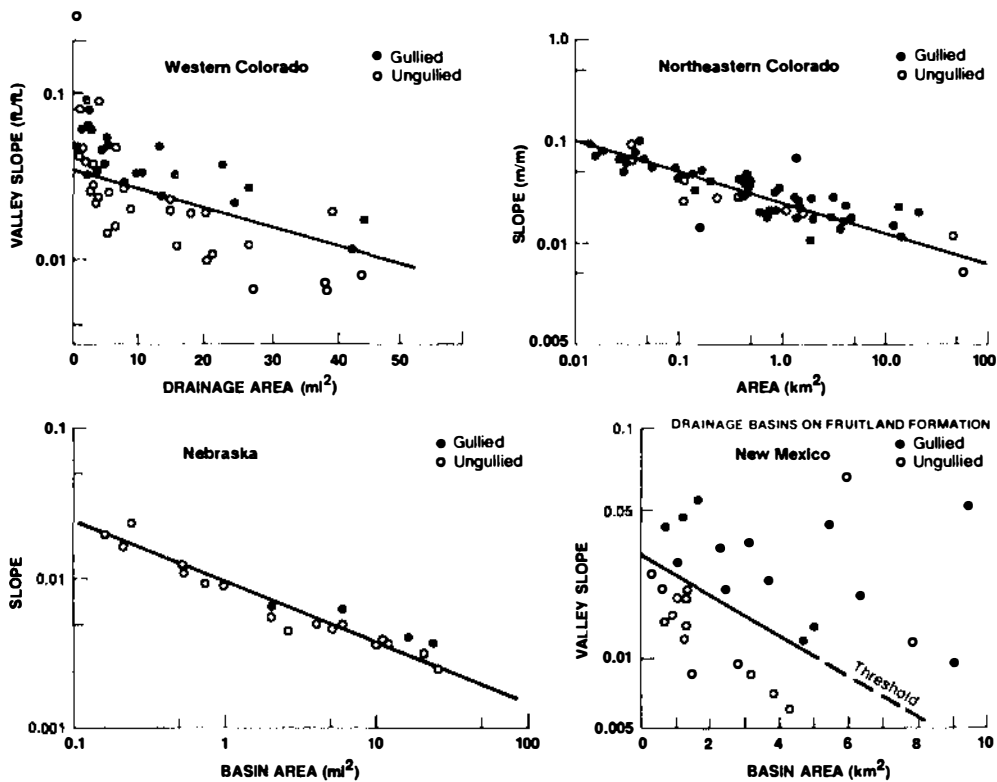 Western Colorado
● Gullied
○ Ungullied
VALLEY SLOPE (ft./ft.)
0.1
0.01
0 10 20 30 40 50
DRAINAGE AREA (ml²)
Northeastern Colorado
● Gullied
○ Ungullied
SLOPE (m/m)
1.0
0.1
0.01
0.005
0.01 0.1 1.0 10.0 100
AREA (km²)
Nebraska
● Gullied
○ Ungullied
SLOPE
0.1
0.01
0.001
0.1 1 10 100
BASIN AREA (ml²)
DRAINAGE BASINS ON FRUITLAND FORMATION
New Mexico
● Gullied
○ Ungullied
VALLEY SLOPE
0.1
0.05
0.01
0.005
Threshold
0 2 4 6 8 10
BASIN AREA (km²)